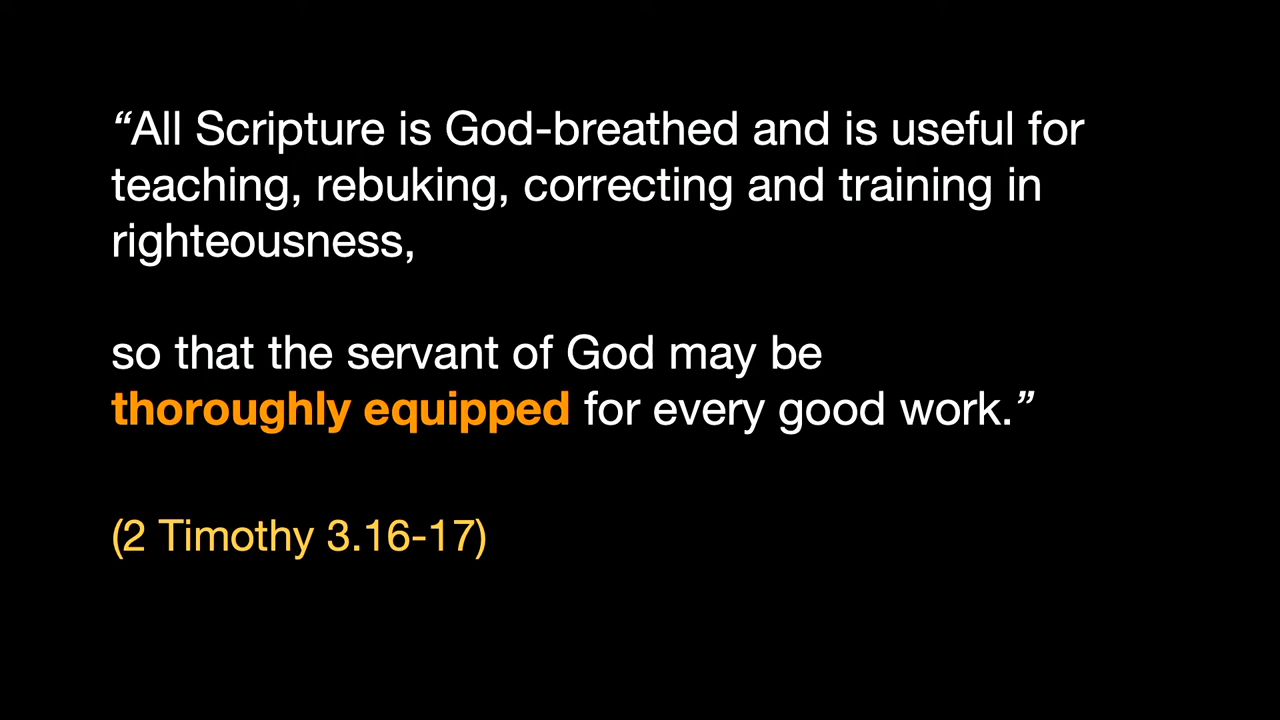 “All Scripture is God-breathed and is useful for
teaching, rebuking, correcting and training in
righteousness,
so that the servant of God may be
thoroughly equipped for every good work.”
(2 Timothy 3.16-17)